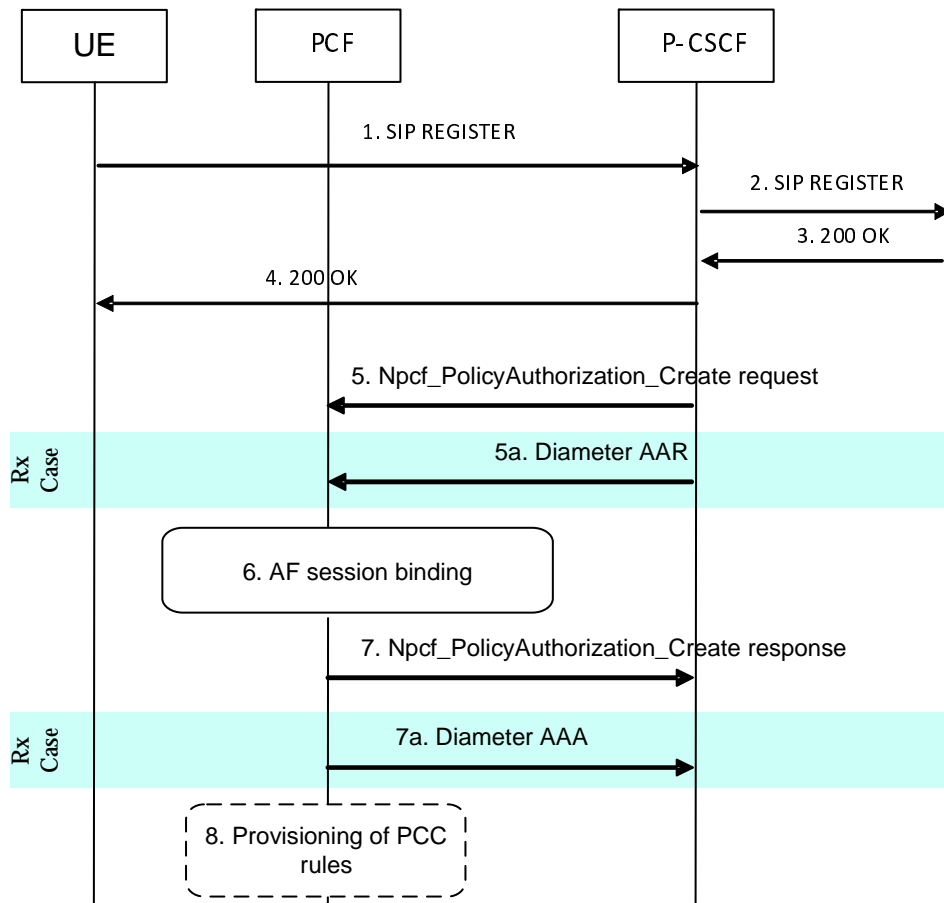 UE
PCF
P-CSCF
1. SIP REGISTER
2. SIP REGISTER
3. 200 OK
4. 200 OK
5. Npcf_PolicyAuthorization_Create request
Rx
Case
5a. Diameter AAR
6. AF session binding
7. Npcf_PolicyAuthorization_Create response
Rx
Case
7a. Diameter AAA
8. Provisioning of PCC
rules